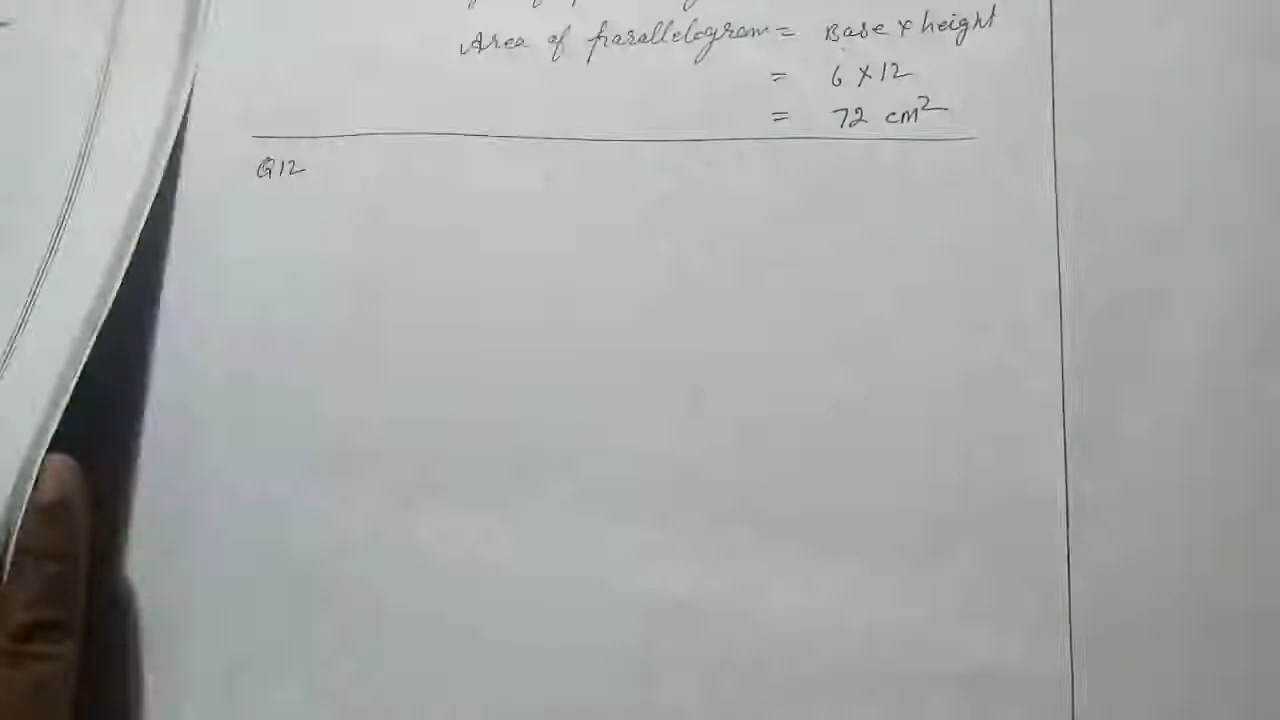 Area of parallelogram = Base × height
= 6 × 12
= 72 cm²
Q12